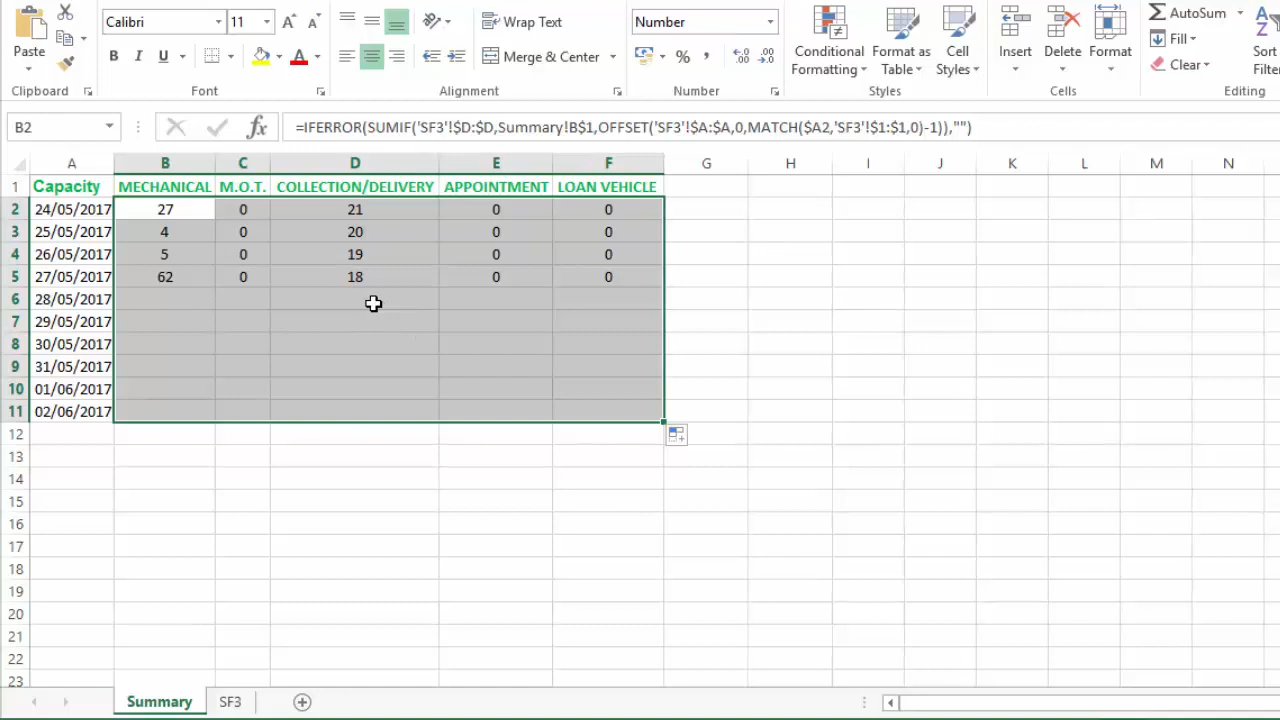 Calibri 11 Wrap Text Number AutoSum
Paste B I U Merge & Center % , Conditional Formatting Format as Table Cell Styles Insert Delete Format Fill Clear
Clipboard Font Alignment Number Styles Cells Editing
B2 fx =IFERROR(SUMIF('SF3'!$D:$D,Summary!B$1,OFFSET('SF3'!$A:$A,0,MATCH($A2,'SF3'!$1:$1,0)-1)),"")
A B C D E F G H I J K L M N
1 Capacity MECHANICAL M.O.T. COLLECTION/DELIVERY APPOINTMENT LOAN VEHICLE
2 24/05/2017 27 0 21 0 0
3 25/05/2017 4 0 20 0 0
4 26/05/2017 5 0 19 0 0
5 27/05/2017 62 0 18 0 0
6 28/05/2017
7 29/05/2017
8 30/05/2017
9 31/05/2017
10 01/06/2017
11 02/06/2017
12
13
14
15
16
17
18
19
20
21
22
23
Summary SF3